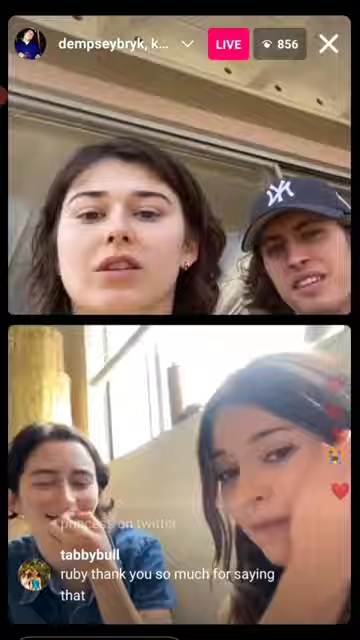 dempseybryk, k...
LIVE
856
NY
princess on twitter
tabbybull
ruby thank you so much for saying
that